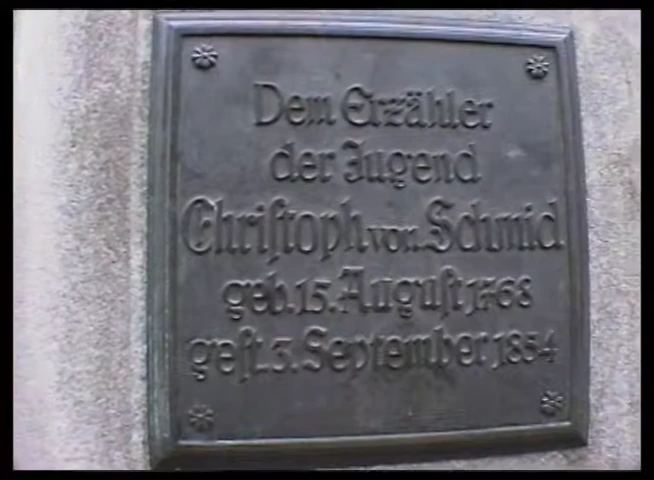 Dem Erzähler
der Jugend
Chriſtoph von Schmid
geb. 15. Auguſt 1768
geſt. 3. September 1854